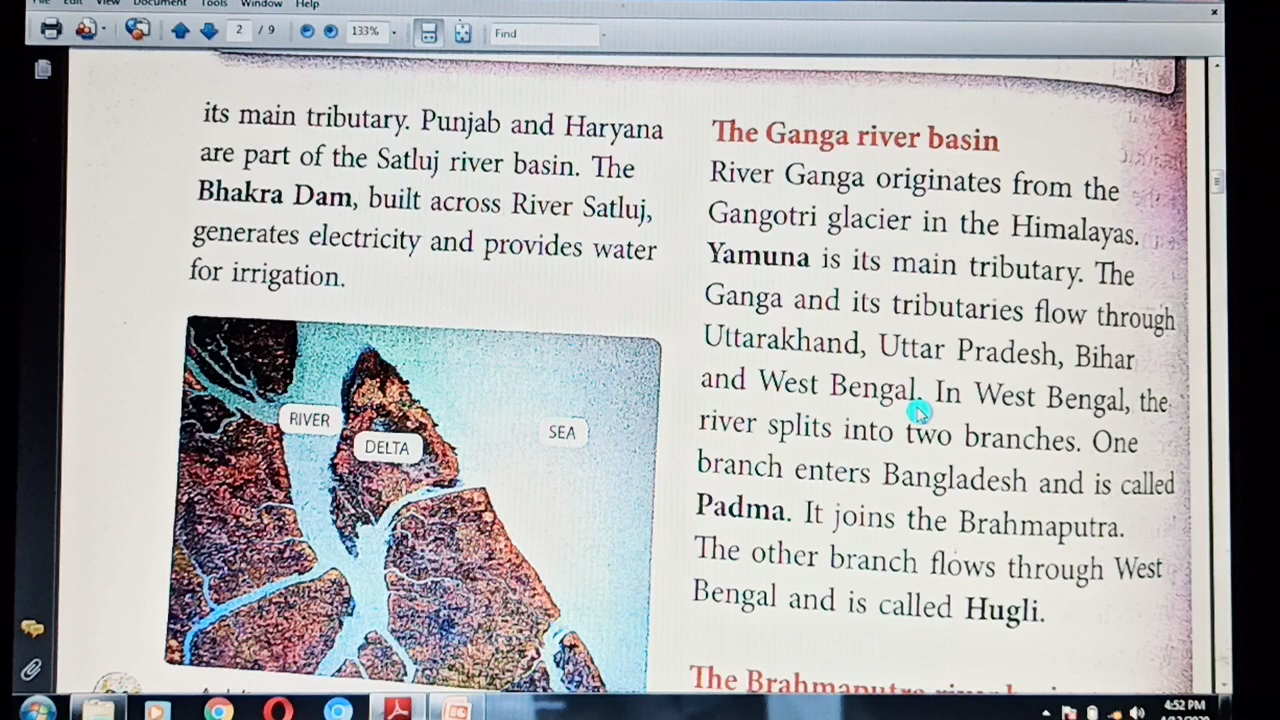 File Edit View Document Tools Window Help
2 / 9 133% Find
its main tributary. Punjab and Haryana
are part of the Satluj river basin. The
Bhakra Dam, built across River Satluj,
generates electricity and provides water
for irrigation.
RIVER
DELTA
SEA
The Ganga river basin
River Ganga originates from the
Gangotri glacier in the Himalayas.
Yamuna is its main tributary. The
Ganga and its tributaries flow through
Uttarakhand, Uttar Pradesh, Bihar
and West Bengal. In West Bengal, the
river splits into two branches. One
branch enters Bangladesh and is called
Padma. It joins the Brahmaputra.
The other branch flows through West
Bengal and is called Hugli.
The Brahmaputra river basin
4:52 PM